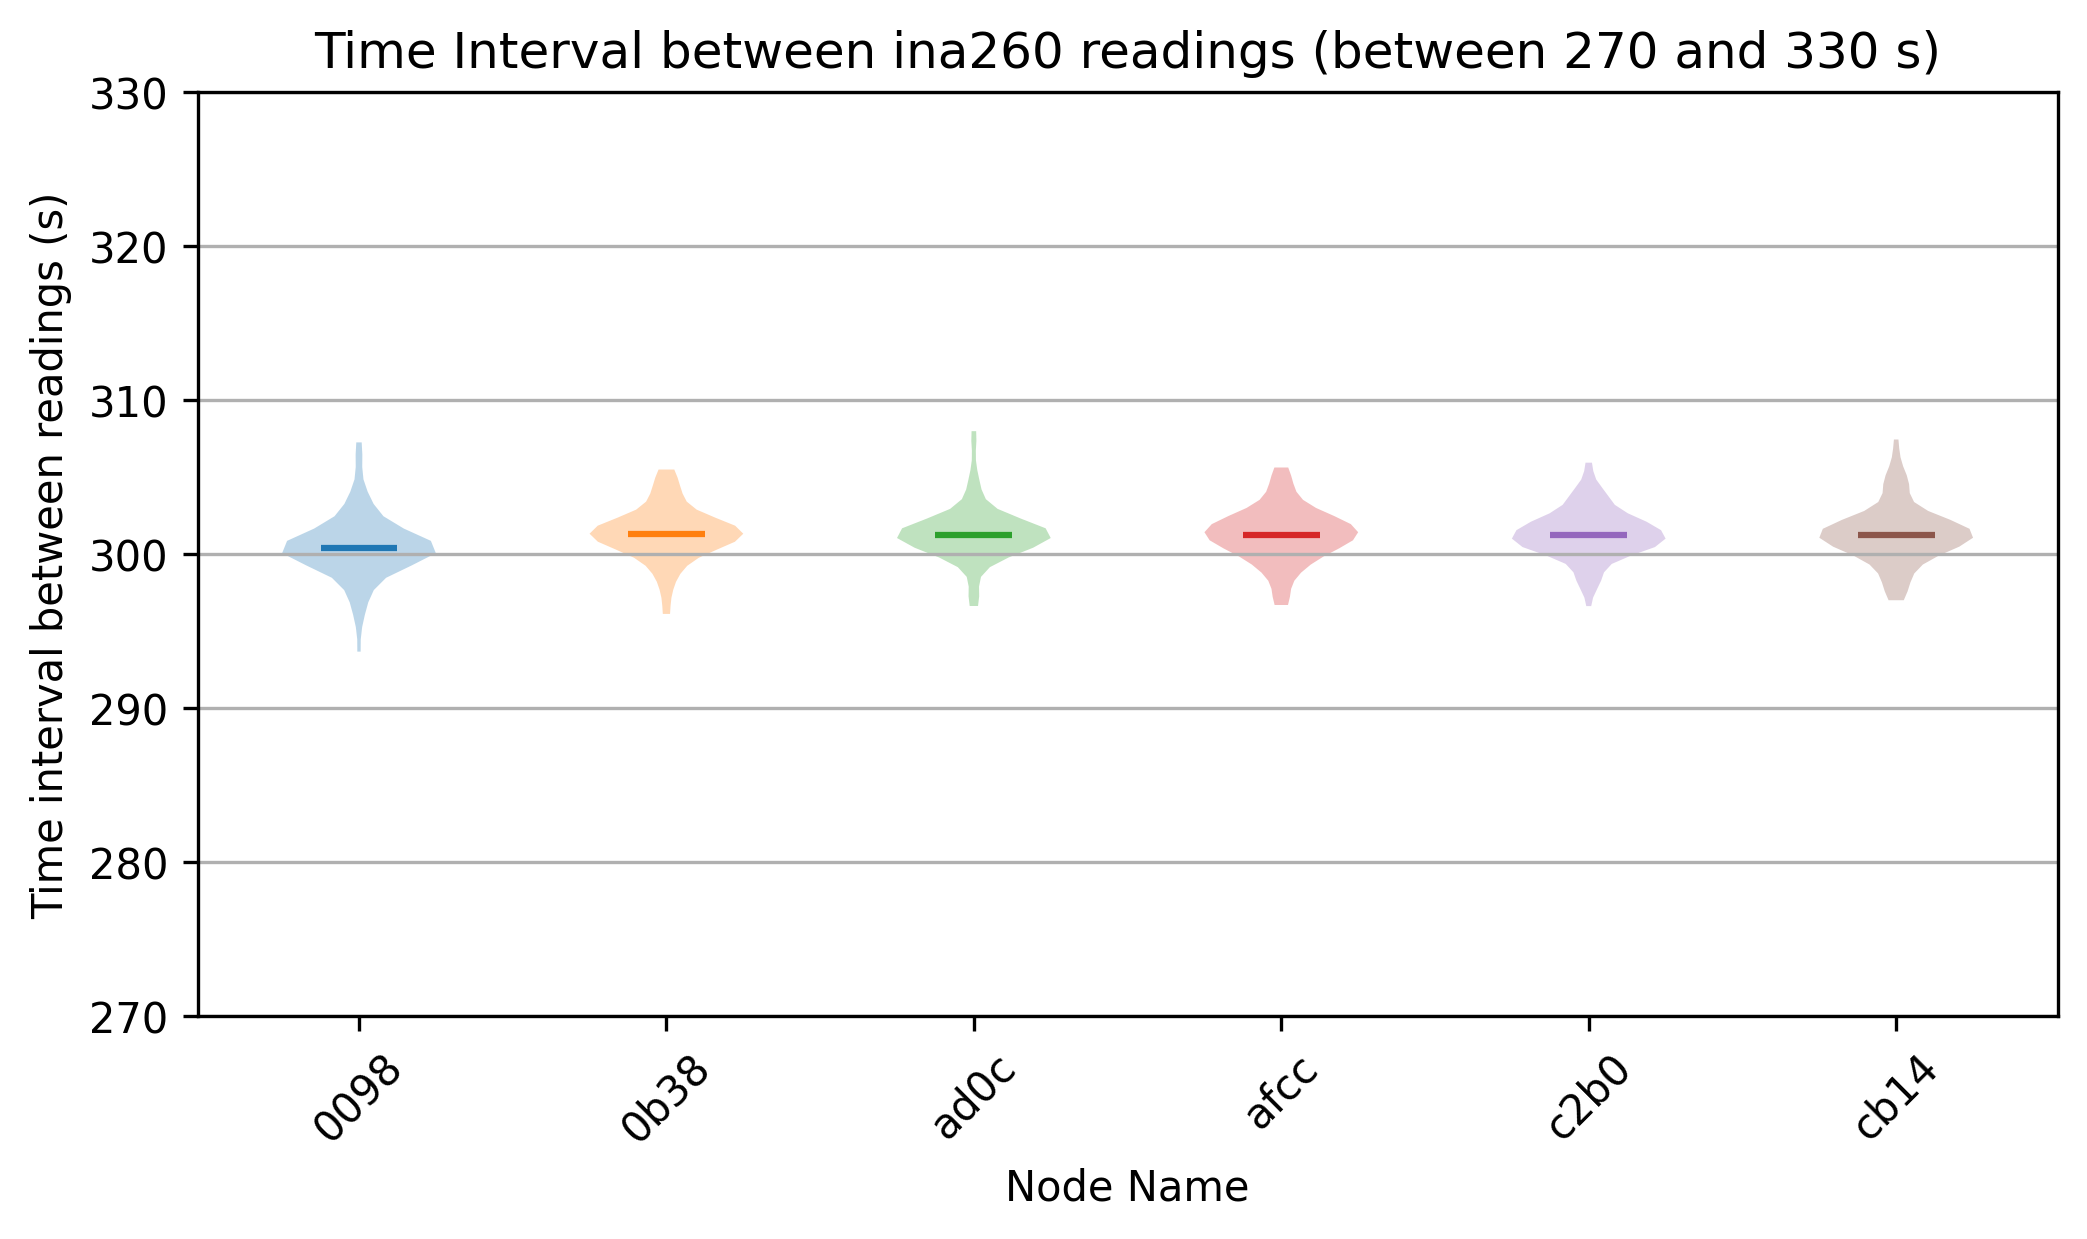 Time Interval between ina260 readings (between 270 and 330 s)
Time interval between readings (s)
330
320
310
300
290
280
270
0098
0b38
ad0c
afcc
c2b0
cb14
Node Name